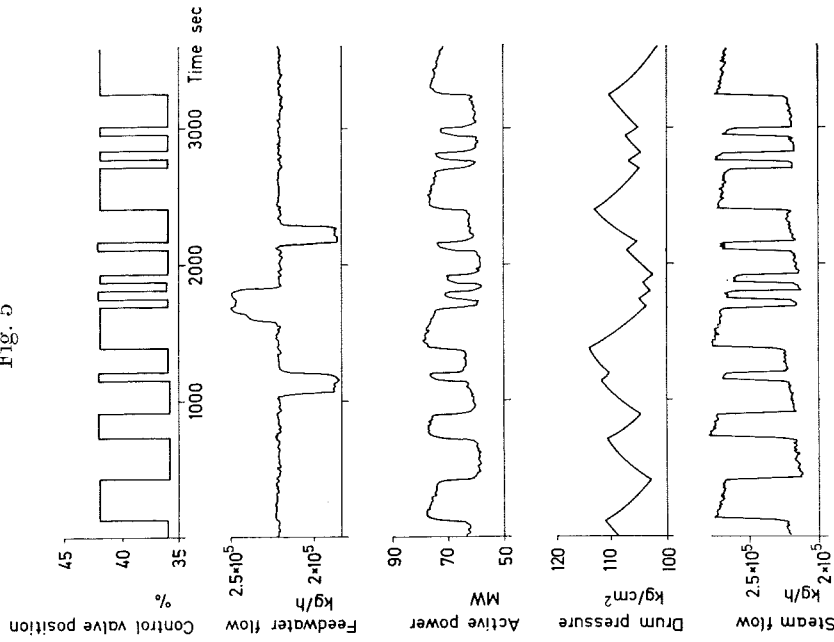 Fig. 5
Control valve position
%
45
40
35
Time sec
1000
2000
3000
Feedwater flow
kg/h
2.5×10⁵
2×10⁵
Active power
MW
90
70
50
Drum pressure
kg/cm²
120
110
100
Steam flow
kg/h
2.5×10⁵
2×10⁵